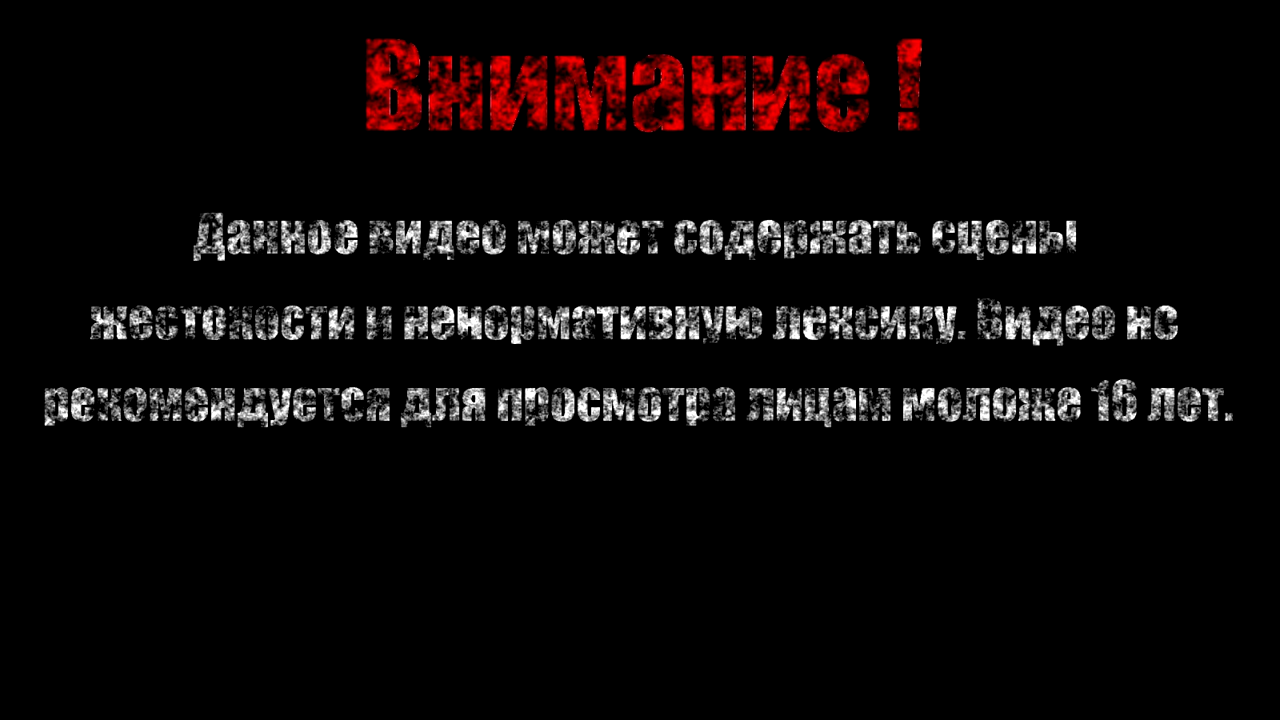 Внимание !
Данное видео может содержать сцены
жестокости и ненормативную лексику. Видео не
рекомендуется для просмотра лицам моложе 16 лет.